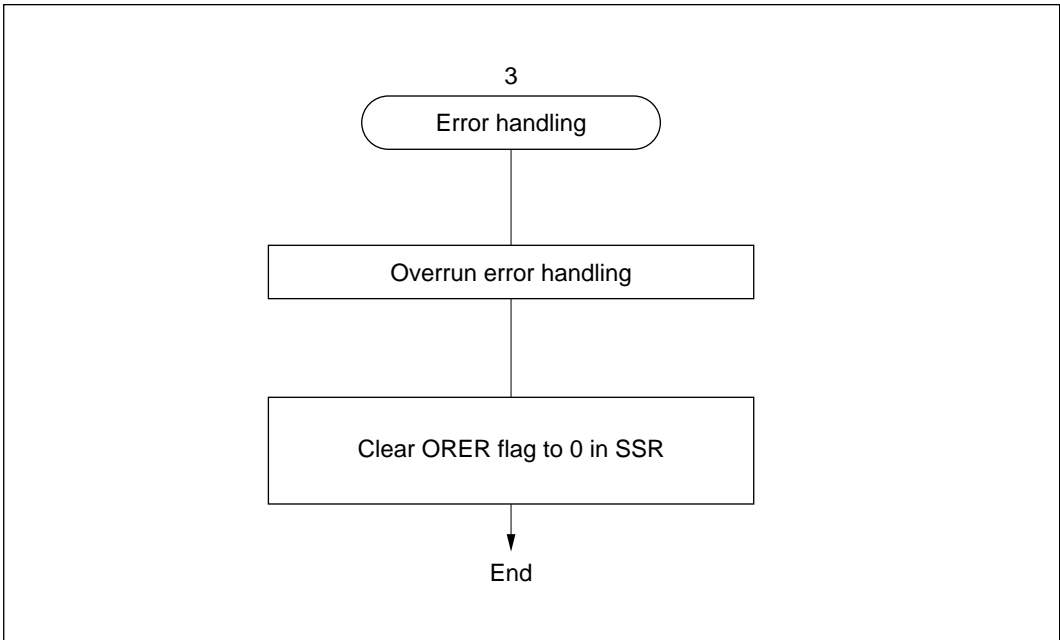 3
Error handling
Overrun error handling
Clear ORER flag to 0 in SSR
End